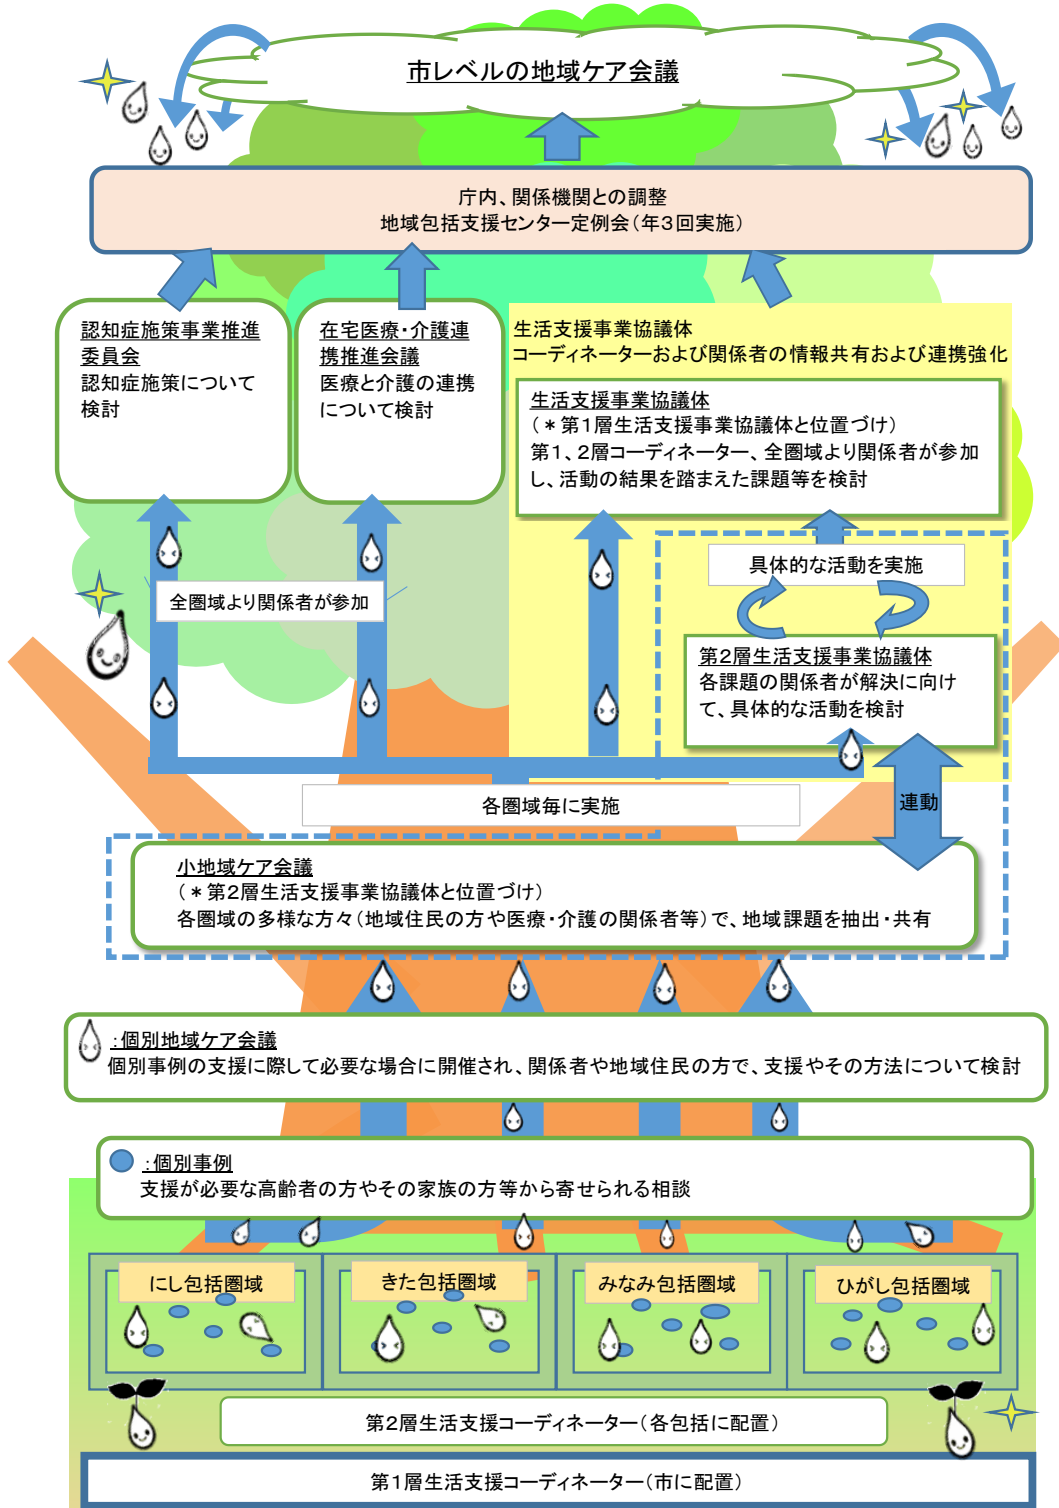 市レベルの地域ケア会議
庁内、関係機関との調整
地域包括支援センター定例会（年３回実施）
認知症施策事業推進
委員会
認知症施策について
検討
在宅医療・介護連
携推進会議
医療と介護の連携
について検討
生活支援事業協議体
コーディネーターおよび関係者の情報共有および連携強化
生活支援事業協議体
（＊第１層生活支援事業協議体と位置づけ）
第１、２層コーディネーター、全圏域より関係者が参加
し、活動の結果を踏まえた課題等を検討
具体的な活動を実施
全圏域より関係者が参加
第２層生活支援事業協議体
各課題の関係者が解決に向け
て、具体的な活動を検討
連動
各圏域毎に実施
小地域ケア会議
（＊第２層生活支援事業協議体と位置づけ）
各圏域の多様な方々（地域住民の方や医療・介護の関係者等）で、地域課題を抽出・共有
：個別地域ケア会議
個別事例の支援に際して必要な場合に開催され、関係者や地域住民の方で、支援やその方法について検討
：個別事例
支援が必要な高齢者の方やその家族の方等から寄せられる相談
にし包括圏域
きた包括圏域
みなみ包括圏域
ひがし包括圏域
第２層生活支援コーディネーター（各包括に配置）
第１層生活支援コーディネーター（市に配置）